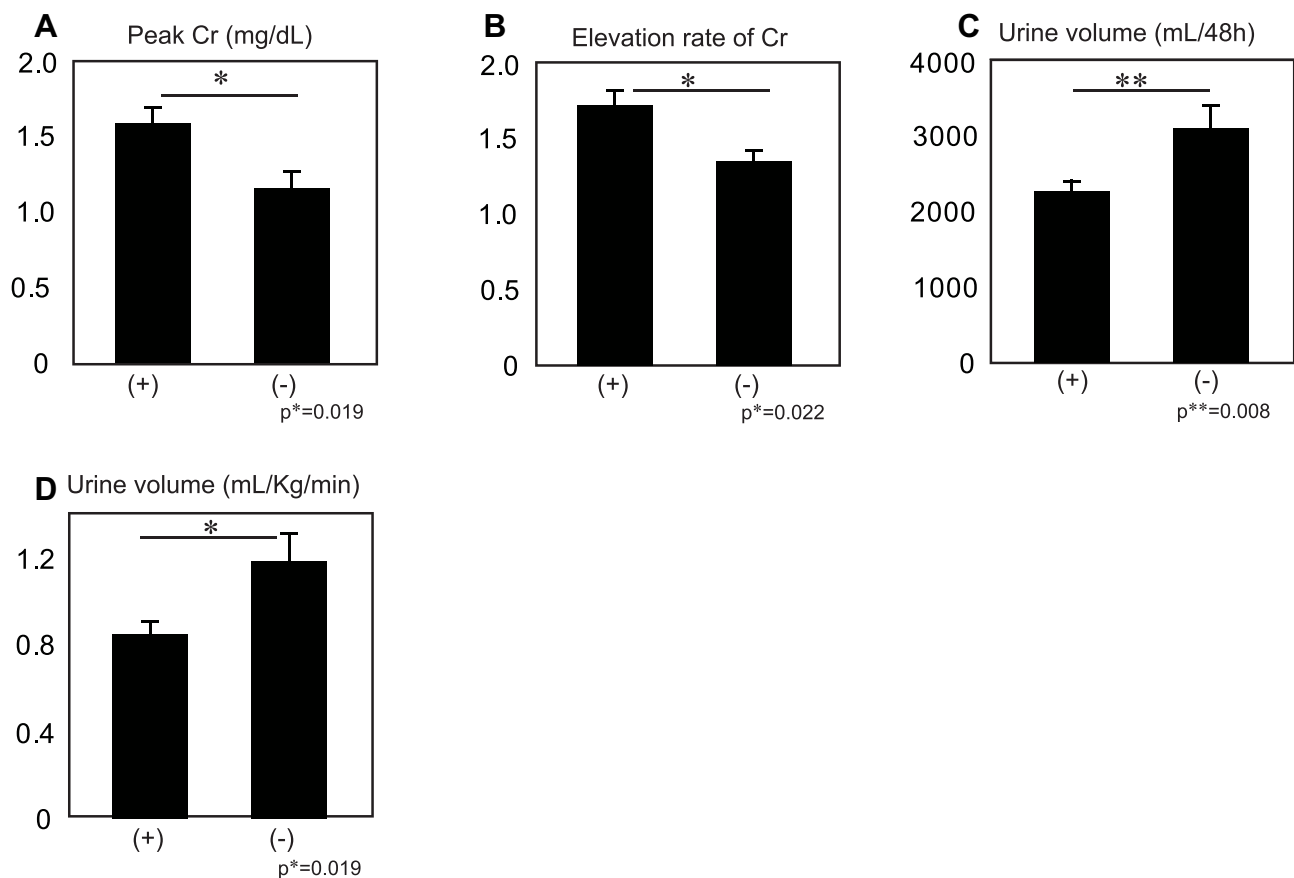 A
Peak Cr (mg/dL)
2.0
1.5
1.0
0.5
0
*
(+) (-)
p*=0.019
B
Elevation rate of Cr
2.0
1.5
1.0
0.5
0
*
(+) (-)
p*=0.022
C
Urine volume (mL/48h)
4000
3000
2000
1000
0
**
(+) (-)
p**=0.008
D
Urine volume (mL/Kg/min)
1.2
0.8
0.4
0
*
(+) (-)
p*=0.019